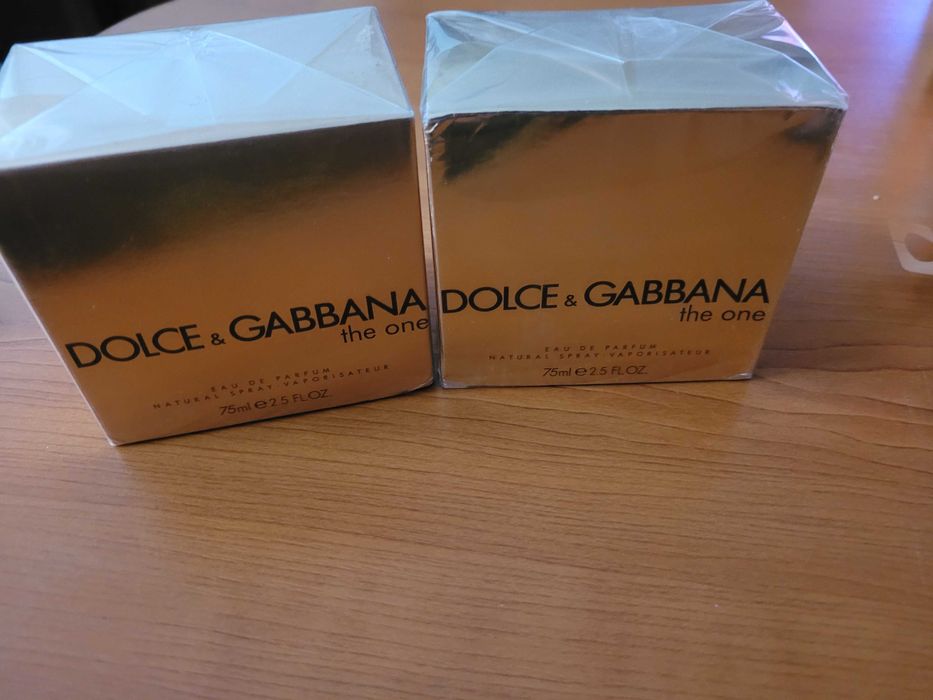 DOLCE & GABBANA
the one
EAU DE PARFUM
NATURAL SPRAY·VAPORISATEUR
75ml e 2.5 FL.OZ.
DOLCE & GABBANA
the one
EAU DE PARFUM
NATURAL SPRAY·VAPORISATEUR
75ml e 2.5 FL.OZ.